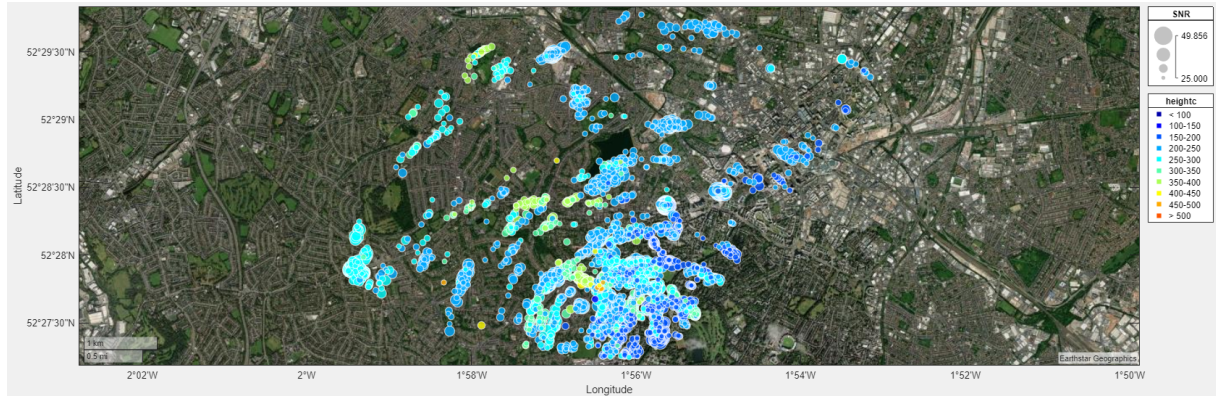 SNR
49.856
25.000
heightc
< 100
100-150
150-200
200-250
250-300
300-350
350-400
400-450
450-500
> 500
52°29'30"N
52°29'N
52°28'30"N
52°28'N
52°27'30"N
Latitude
1 km
0.5 mi
Earthstar Geographics
2°02'W
2°W
1°58'W
1°56'W
1°54'W
1°52'W
1°50'W
Longitude